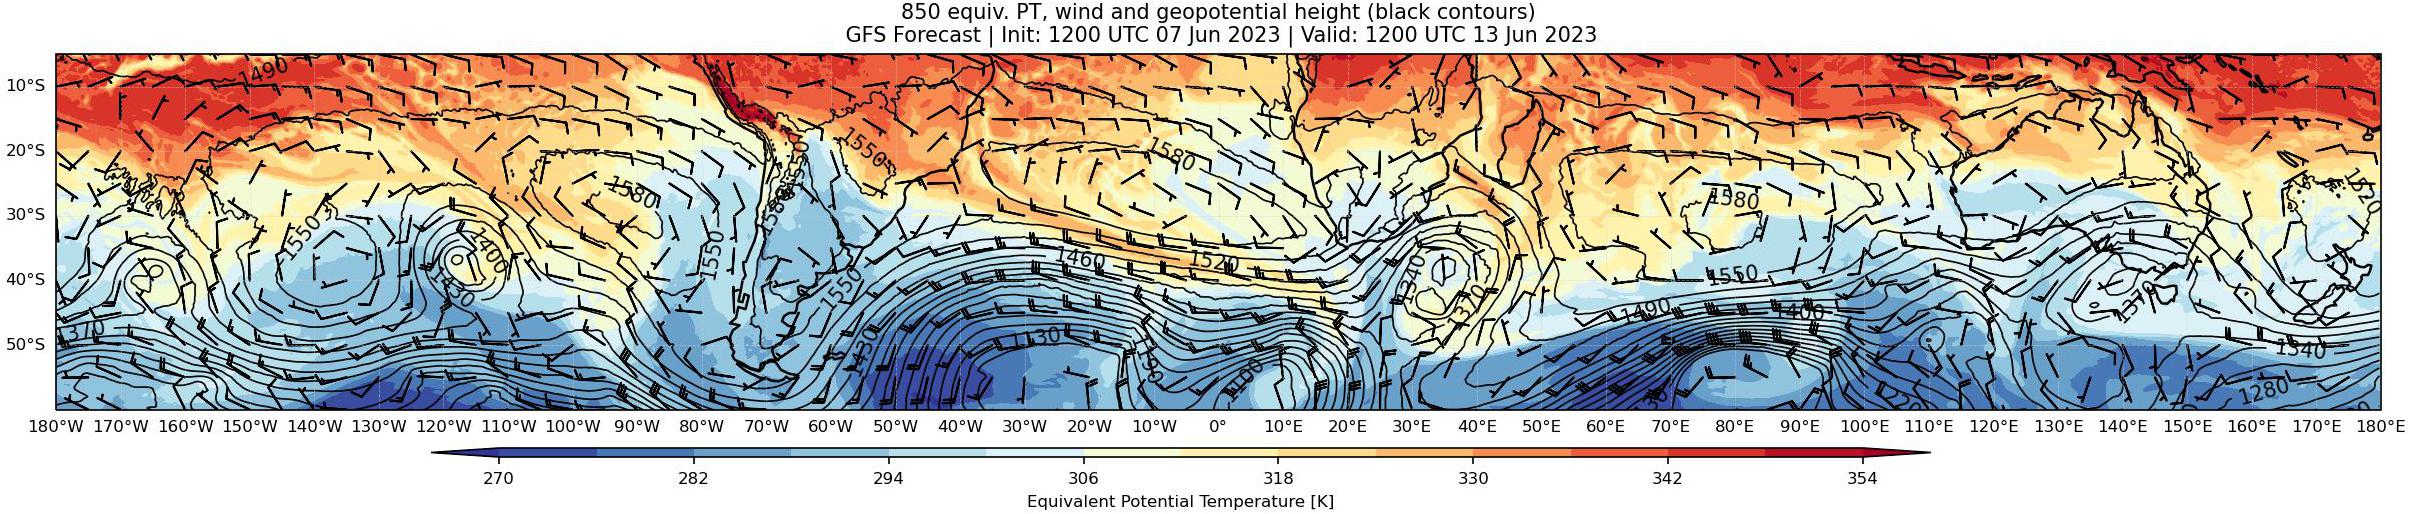 850 equiv. PT, wind and geopotential height (black contours)
GFS Forecast | Init: 1200 UTC 07 Jun 2023 | Valid: 1200 UTC 13 Jun 2023
10°S
20°S
30°S
40°S
50°S
1490
1550
1580
1550
1400
1430
1370
1580
1550
1550
1550
1430
1580
1460
1520
1130
1100
1340
1370
1580
1550
1490
1400
1370
1520
1340
1280
180°W 170°W 160°W 150°W 140°W 130°W 120°W 110°W 100°W 90°W 80°W 70°W 60°W 50°W 40°W 30°W 20°W 10°W 0° 10°E 20°E 30°E 40°E 50°E 60°E 70°E 80°E 90°E 100°E 110°E 120°E 130°E 140°E 150°E 160°E 170°E 180°E
270 282 294 306 318 330 342 354
Equivalent Potential Temperature [K]